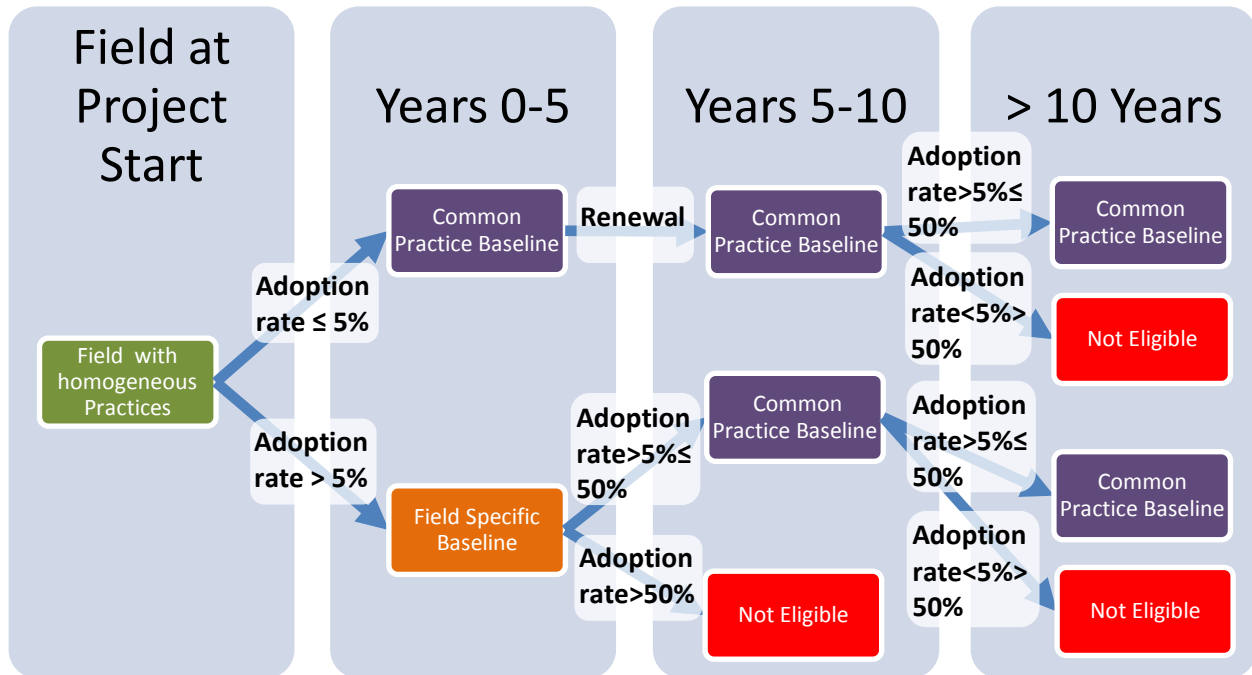 Field at
Project
Start
Field with
homogeneous
Practices
Adoption
rate ≤ 5%
Adoption
rate > 5%
Years 0-5
Common
Practice Baseline
Field Specific
Baseline
Renewal
Adoption
rate>5%≤
50%
Adoption
rate>50%
Years 5-10
Common
Practice Baseline
Common
Practice Baseline
Not Eligible
Adoption
rate>5%≤
50%
Adoption
rate<5%>
50%
Adoption
rate>5%≤
50%
Adoption
rate<5%>
50%
> 10 Years
Common
Practice Baseline
Not Eligible
Common
Practice Baseline
Not Eligible